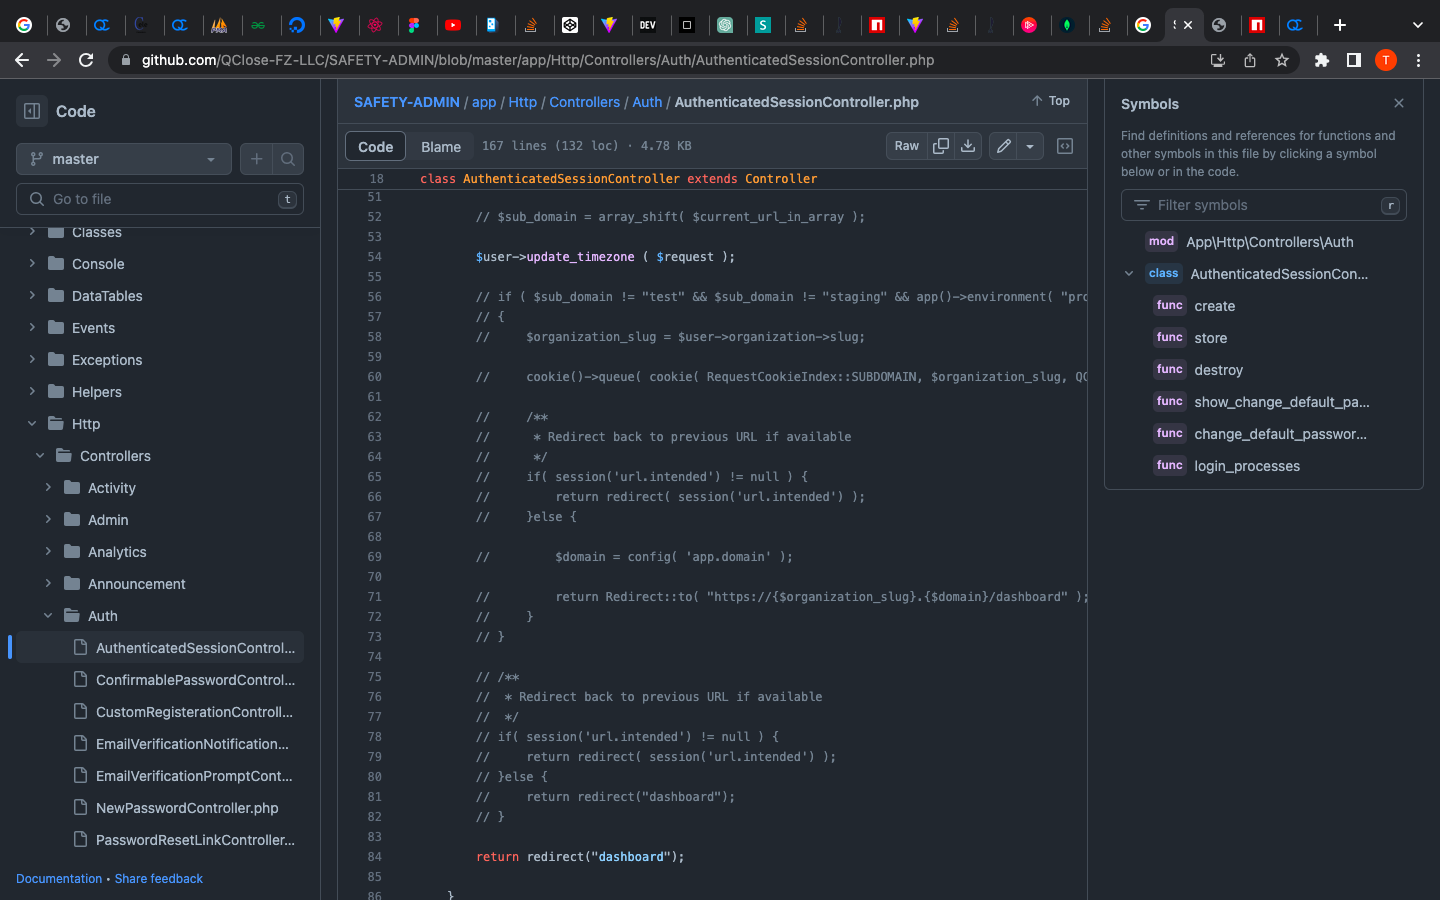 DEV
S
github.com/QClose-FZ-LLC/SAFETY-ADMIN/blob/master/app/Http/Controllers/Auth/AuthenticatedSessionController.php
T
Code
master
Go to file
t
Classes
Console
DataTables
Events
Exceptions
Helpers
Http
Controllers
Activity
Admin
Analytics
Announcement
Auth
AuthenticatedSessionControl...
ConfirmablePasswordControl...
CustomRegisterationControll...
EmailVerificationNotification...
EmailVerificationPromptCont...
NewPasswordController.php
PasswordResetLinkController...
Documentation • Share feedback
SAFETY-ADMIN / app / Http / Controllers / Auth / AuthenticatedSessionController.php
Top
Code
Blame
167 lines (132 loc) · 4.78 KB
Raw
18 class AuthenticatedSessionController extends Controller
51
52 // $sub_domain = array_shift( $current_url_in_array );
53
54 $user->update_timezone ( $request );
55
56 // if ( $sub_domain != "test" && $sub_domain != "staging" && app()->environment( "pro
57 // {
58 // $organization_slug = $user->organization->slug;
59
60 // cookie()->queue( cookie( RequestCookieIndex::SUBDOMAIN, $organization_slug, QC
61
62 // /**
63 // * Redirect back to previous URL if available
64 // */
65 // if( session('url.intended') != null ) {
66 // return redirect( session('url.intended') );
67 // }else {
68
69 // $domain = config( 'app.domain' );
70
71 // return Redirect::to( "https://{$organization_slug}.{$domain}/dashboard" );
72 // }
73 // }
74
75 // /**
76 // * Redirect back to previous URL if available
77 // */
78 // if( session('url.intended') != null ) {
79 // return redirect( session('url.intended') );
80 // }else {
81 // return redirect("dashboard");
82 // }
83
84 return redirect("dashboard");
85
86 }
Symbols
Find definitions and references for functions and
other symbols in this file by clicking a symbol
below or in the code.
Filter symbols
r
mod App\Http\Controllers\Auth
class AuthenticatedSessionCon...
func create
func store
func destroy
func show_change_default_pa...
func change_default_passwor...
func login_processes